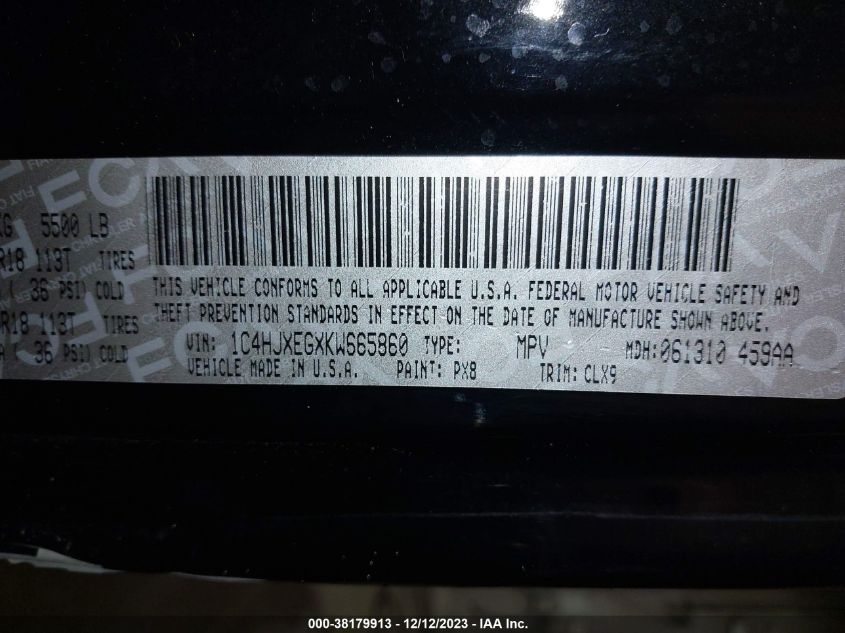 KG 5500 LB
R18 113T TIRES
( 36 PSI) COLD
R18 113T TIRES
( 36 PSI) COLD
THIS VEHICLE CONFORMS TO ALL APPLICABLE U.S.A. FEDERAL MOTOR VEHICLE SAFETY AND
THEFT PREVENTION STANDARDS IN EFFECT ON THE DATE OF MANUFACTURE SHOWN ABOVE.
VIN: 1C4HJXEGXKW665860 TYPE: MPV MDH:061310 459AA
VEHICLE MADE IN U.S.A. PAINT: PX8 TRIM: CLX9
000-38179913 - 12/12/2023 - IAA Inc.